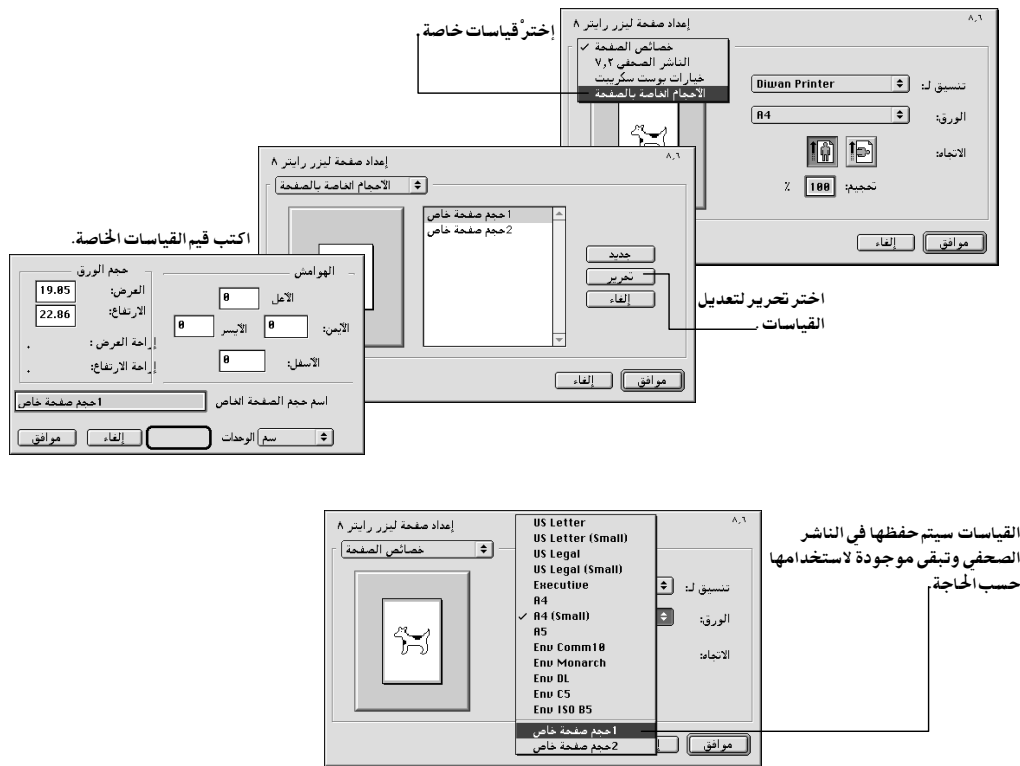 إختر قياسات خاصة.
إعداد صفحة ليزر رايتر ٨
٨,٦
✓ خصائص الصفحة
الناشر الصحفي ٧,٢
خيارات بوست سكريبت
الأحجام الخاصة بالصفحة
تنسيق لـ:
Diwan Printer
الورق:
A4
الاتجاه:
تحجيم: 100 %
موافق
إلغاء
إعداد صفحة ليزر رايتر ٨
٨,٦
الأحجام الخاصة بالصفحة
1حجم صفحة خاص
2حجم صفحة خاص
جديد
تحرير
إلغاء
موافق
إلغاء
اختر تحرير لتعديل
القياسات.
اكتب قيم القياسات الخاصة.
الهوامش
الأعل 0
الأيمن: 0
الأيسر 0
الأسفل: 0
حجم الورق
العرض: 19.05
الارتفاع: 22.86
إراحة العرض :
إراحة الارتفاع:
اسم حجم الصفحة الخاص
1حجم صفحة خاص
الوحدات سم
إلغاء
موافق
القياسات سيتم حفظها في الناشر
الصحفي وتبقى موجودة لاستخدامها
حسب الحاجة.
إعداد صفحة ليزر رايتر ٨
٨,٦
خصائص الصفحة
تنسيق لـ:
الورق:
الاتجاه:
US Letter
US Letter (Small)
US Legal
US Legal (Small)
Executive
A4
✓ A4 (Small)
A5
Env Comm10
Env Monarch
Env DL
Env C5
Env ISO B5
1حجم صفحة خاص
2حجم صفحة خاص
موافق